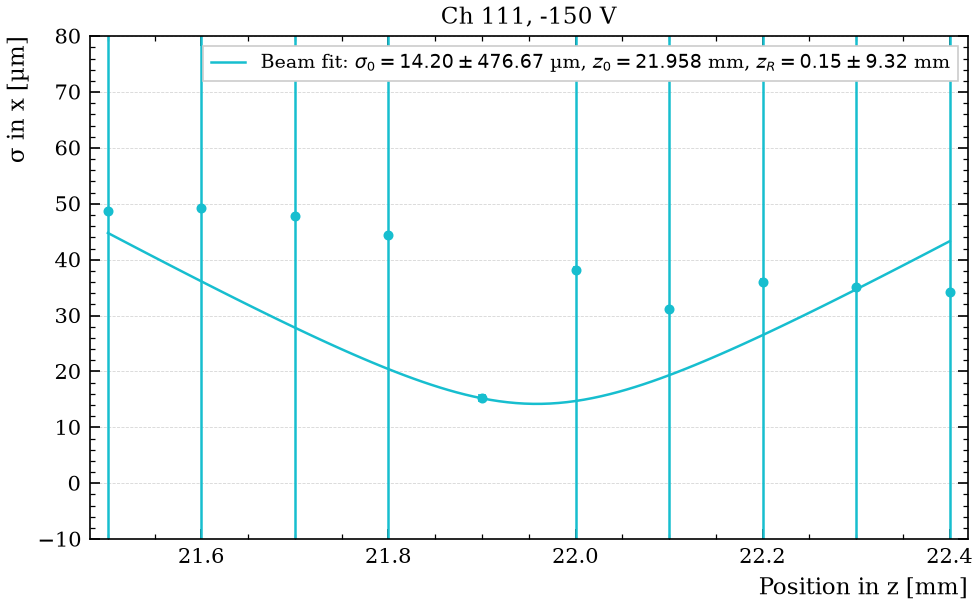 Ch 111, -150 V
Beam fit: σ₀ = 14.20 ± 476.67 µm, z₀ = 21.958 mm, z_R = 0.15 ± 9.32 mm
σ in x [µm]
80
70
60
50
40
30
20
10
0
−10
21.6 21.8 22.0 22.2 22.4
Position in z [mm]